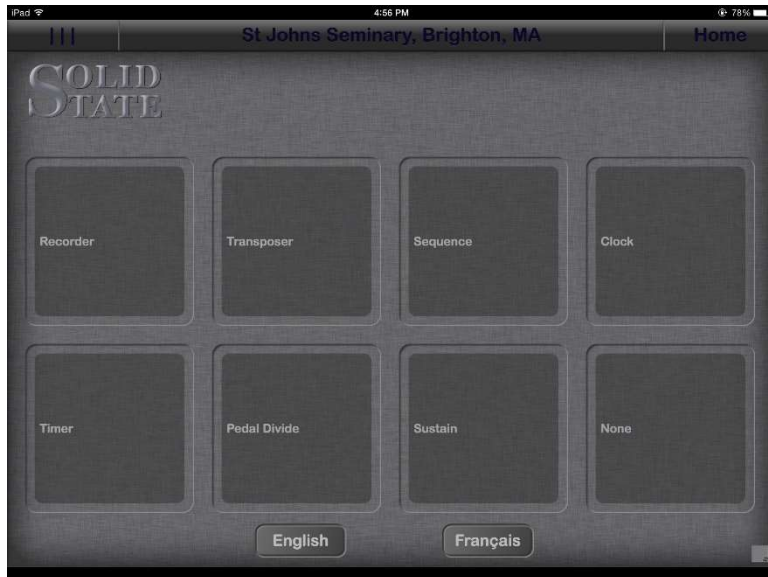 iPad 4:56 PM 78%
St Johns Seminary, Brighton, MA Home
SOLID
STATE
Recorder Transposer Sequence Clock
Timer Pedal Divide Sustain None
English Français